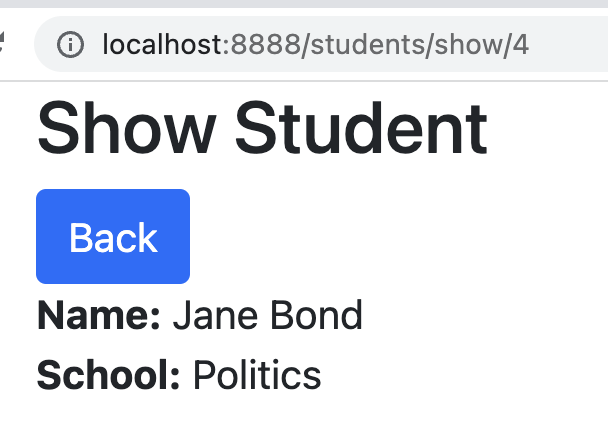 localhost:8888/students/show/4
Show Student
Back
Name: Jane Bond
School: Politics